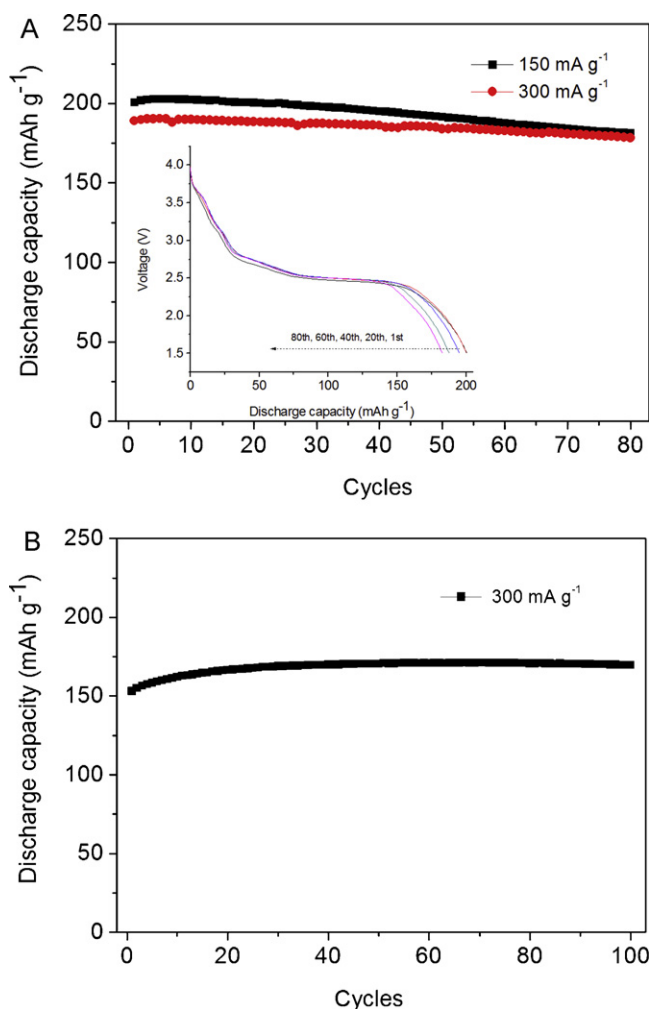 A
250
200
150
100
50
0
Discharge capacity (mAh g⁻¹)
150 mA g⁻¹
300 mA g⁻¹
4.0
3.5
3.0
2.5
2.0
1.5
Voltage (V)
80th, 60th, 40th, 20th, 1st
0 50 100 150 200
Discharge capacity (mAh g⁻¹)
0 10 20 30 40 50 60 70 80
Cycles
B
250
200
150
100
50
0
Discharge capacity (mAh g⁻¹)
300 mA g⁻¹
0 20 40 60 80 100
Cycles